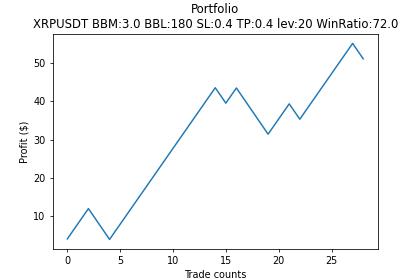 Portfolio
XRPUSDT BBM:3.0 BBL:180 SL:0.4 TP:0.4 lev:20 WinRatio:72.0
Profit ($)
50
40
30
20
10
0 5 10 15 20 25
Trade counts